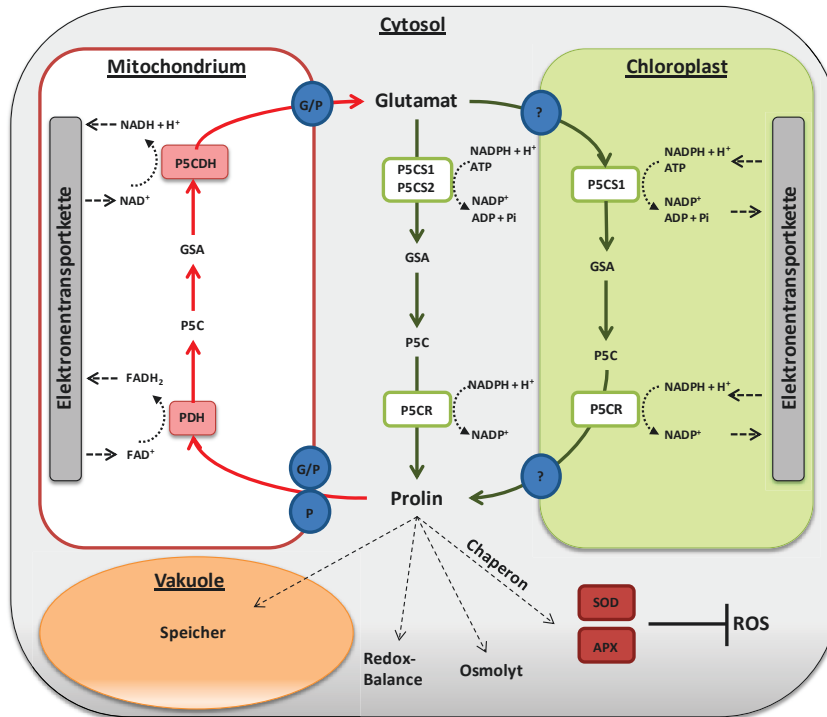 Cytosol
Mitochondrium
NADH + H⁺
P5CDH
NAD⁺
GSA
P5C
FADH₂
PDH
FAD⁺
Elektronentransportkette
G/P
G/P
P
Glutamat
P5CS1
P5CS2
NADPH + H⁺
ATP
NADP⁺
ADP + Pi
GSA
P5C
P5CR
NADPH + H⁺
NADP⁺
Prolin
Chloroplast
?
P5CS1
NADPH + H⁺
ATP
NADP⁺
ADP + Pi
GSA
P5C
P5CR
NADPH + H⁺
NADP⁺
?
Elektronentransportkette
Vakuole
Speicher
Redox-
Balance
Osmolyt
Chaperon
SOD
APX
ROS